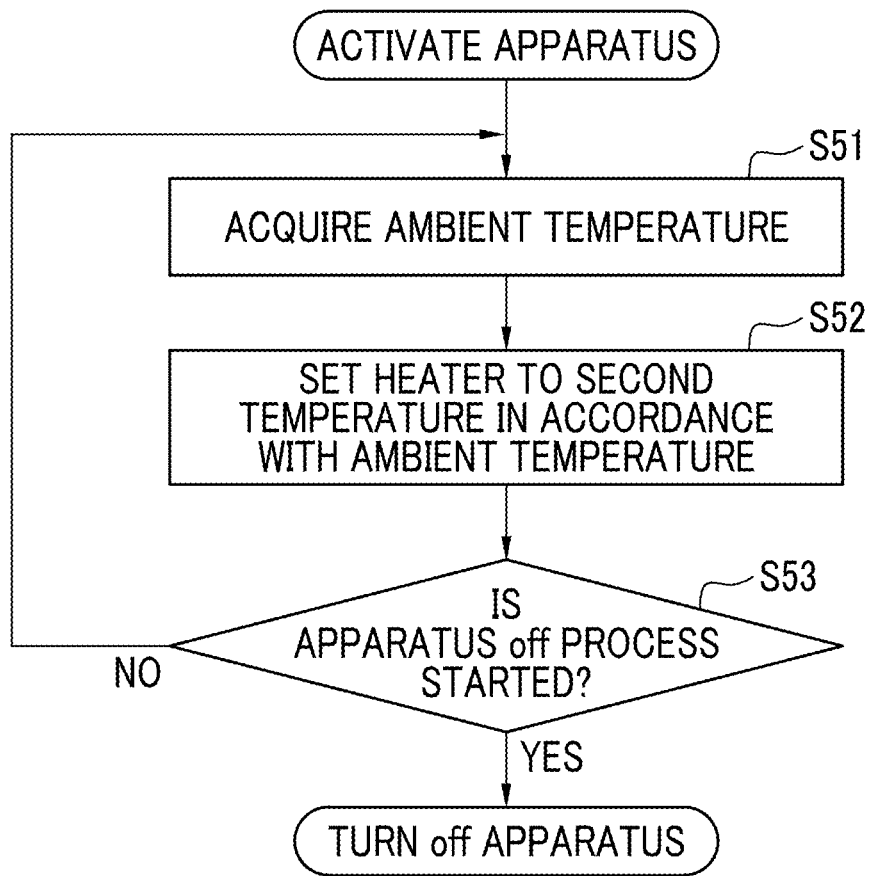 ACTIVATE APPARATUS
S51
ACQUIRE AMBIENT TEMPERATURE
S52
SET HEATER TO SECOND
TEMPERATURE IN ACCORDANCE
WITH AMBIENT TEMPERATURE
S53
IS
APPARATUS off PROCESS
STARTED?
NO
YES
TURN off APPARATUS